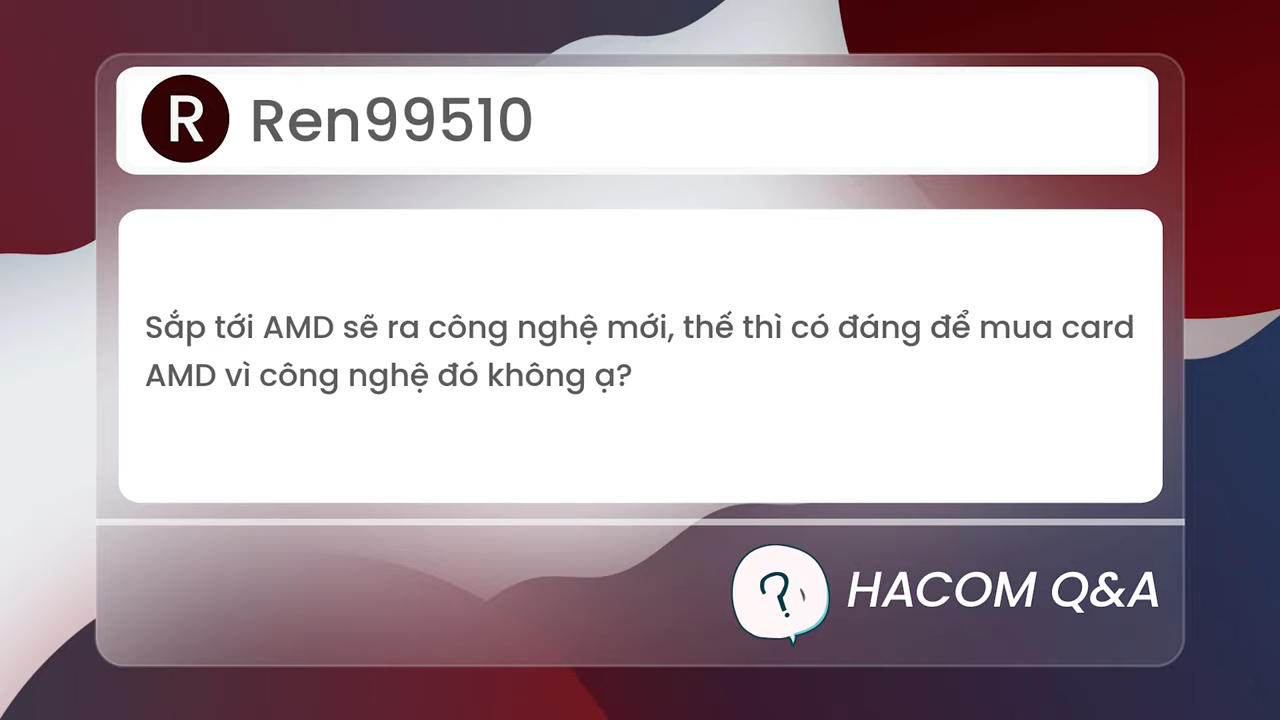 R
Ren99510
Sắp tới AMD sẽ ra công nghệ mới, thế thì có đáng để mua card
AMD vì công nghệ đó không ạ?
?
HACOM Q&A